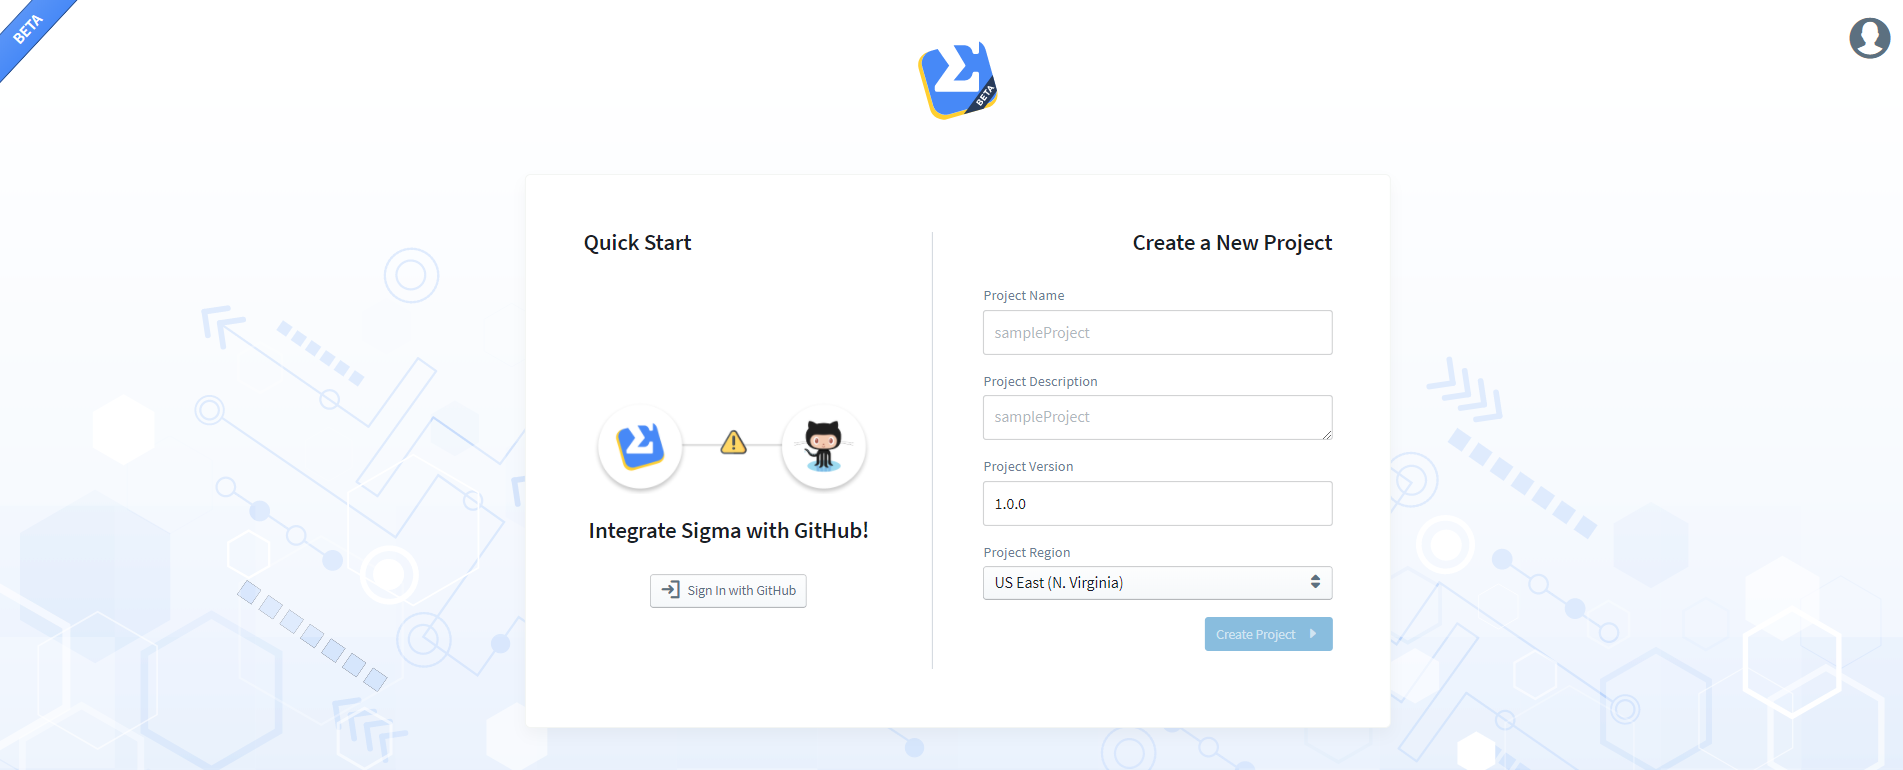 BETA
BETA
Quick Start
Integrate Sigma with GitHub!
Sign In with GitHub
Create a New Project
Project Name
sampleProject
Project Description
sampleProject
Project Version
1.0.0
Project Region
US East (N. Virginia)
Create Project